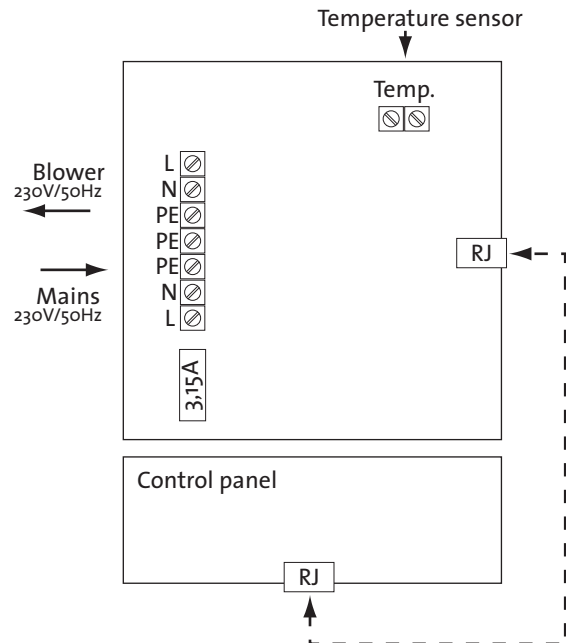 Temperature sensor
Temp.
Blower
230V/50Hz
Mains
230V/50Hz
L
N
PE
PE
PE
N
L
RJ
3,15A
Control panel
RJ